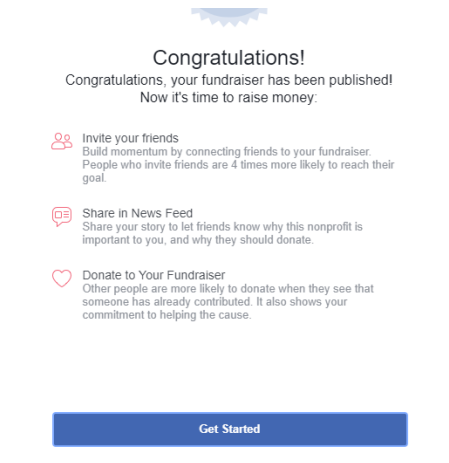 Congratulations!
Congratulations, your fundraiser has been published!
Now it's time to raise money:
Invite your friends
Build momentum by connecting friends to your fundraiser.
People who invite friends are 4 times more likely to reach their
goal.
Share in News Feed
Share your story to let friends know why this nonprofit is
important to you, and why they should donate.
Donate to Your Fundraiser
Other people are more likely to donate when they see that
someone has already contributed. It also shows your
commitment to helping the cause.
Get Started